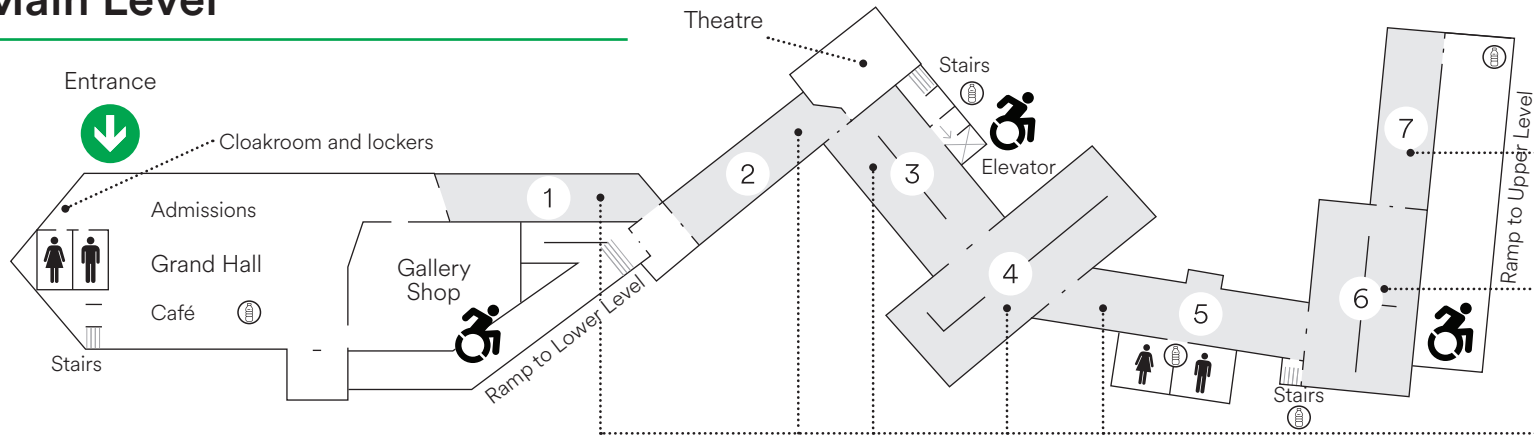 Main Level
Entrance
Cloakroom and lockers
Admissions
Grand Hall
Café
Stairs
Gallery
Shop
Ramp to Lower Level
1
2
Theatre
3
Stairs
Elevator
4
5
Stairs
6
7
Ramp to Upper Level